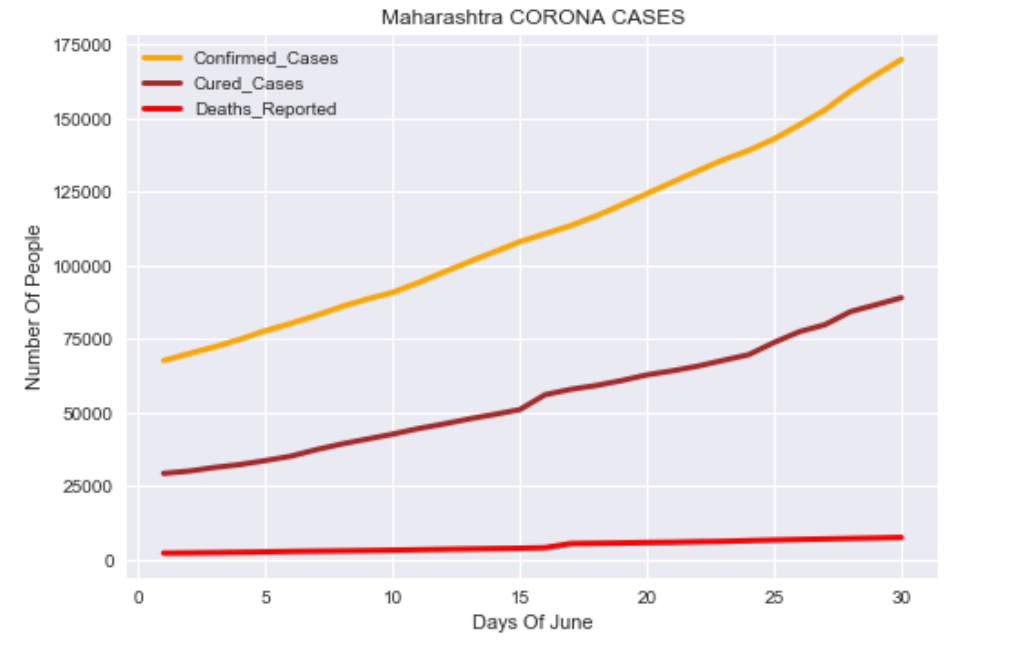 Maharashtra CORONA CASES
175000
Confirmed_Cases
Cured_Cases
Deaths_Reported
150000
125000
100000
75000
50000
25000
0
Number Of People
0 5 10 15 20 25 30
Days Of June